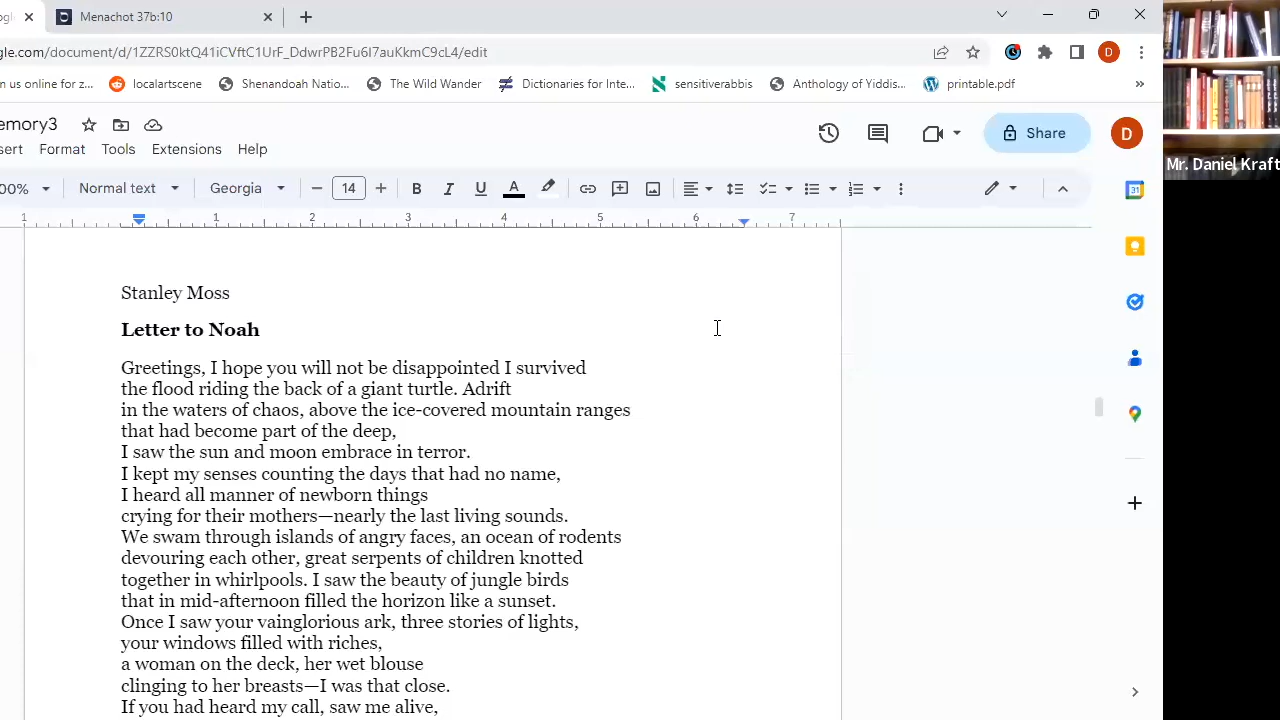 Menachot 37b:10
gle.com/document/d/1ZZRS0ktQ41iCVftC1UrF_DdwrPB2Fu6I7auKkmC9cL4/edit
n us online for z...
localartscene
Shenandoah Natio...
The Wild Wander
Dictionaries for Inte...
sensitiverabbis
Anthology of Yiddis...
printable.pdf
»
D
emory3
sert Format Tools Extensions Help
Share
D
00% Normal text Georgia − 14 + B I U A
1 1 2 3 4 5 6 7
31
Mr. Daniel Kraft
Stanley Moss
Letter to Noah
Greetings, I hope you will not be disappointed I survived
the flood riding the back of a giant turtle. Adrift
in the waters of chaos, above the ice-covered mountain ranges
that had become part of the deep,
I saw the sun and moon embrace in terror.
I kept my senses counting the days that had no name,
I heard all manner of newborn things
crying for their mothers—nearly the last living sounds.
We swam through islands of angry faces, an ocean of rodents
devouring each other, great serpents of children knotted
together in whirlpools. I saw the beauty of jungle birds
that in mid-afternoon filled the horizon like a sunset.
Once I saw your vainglorious ark, three stories of lights,
your windows filled with riches,
a woman on the deck, her wet blouse
clinging to her breasts—I was that close.
If you had heard my call, saw me alive,